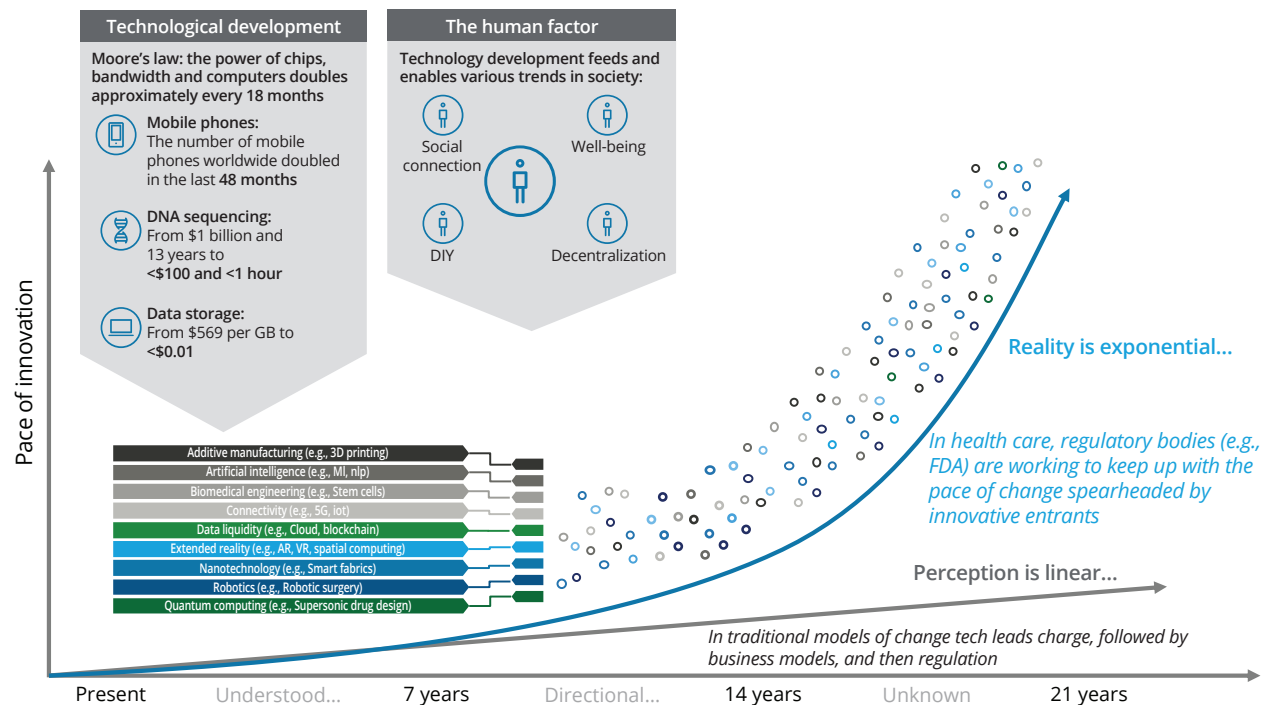 Technological development
Moore's law: the power of chips,
bandwidth and computers doubles
approximately every 18 months
Mobile phones:
The number of mobile
phones worldwide doubled
in the last 48 months
DNA sequencing:
From $1 billion and
13 years to
<$100 and <1 hour
Data storage:
From $569 per GB to
<$0.01
The human factor
Technology development feeds and
enables various trends in society:
Social
connection
Well-being
DIY
Decentralization
Pace of innovation
Additive manufacturing (e.g., 3D printing)
Artificial intelligence (e.g., Ml, nlp)
Biomedical engineering (e.g., Stem cells)
Connectivity (e.g., 5G, iot)
Data liquidity (e.g., Cloud, blockchain)
Extended reality (e.g., AR, VR, spatial computing)
Nanotechnology (e.g., Smart fabrics)
Robotics (e.g., Robotic surgery)
Quantum computing (e.g., Supersonic drug design)
Reality is exponential...
In health care, regulatory bodies (e.g.,
FDA) are working to keep up with the
pace of change spearheaded by
innovative entrants
Perception is linear...
In traditional models of change tech leads charge, followed by
business models, and then regulation
Present
Understood...
7 years
Directional...
14 years
Unknown
21 years